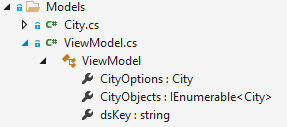 Models
C# City.cs
C# ViewModel.cs
ViewModel
CityOptions : City
CityObjects : IEnumerable<City>
dsKey : string